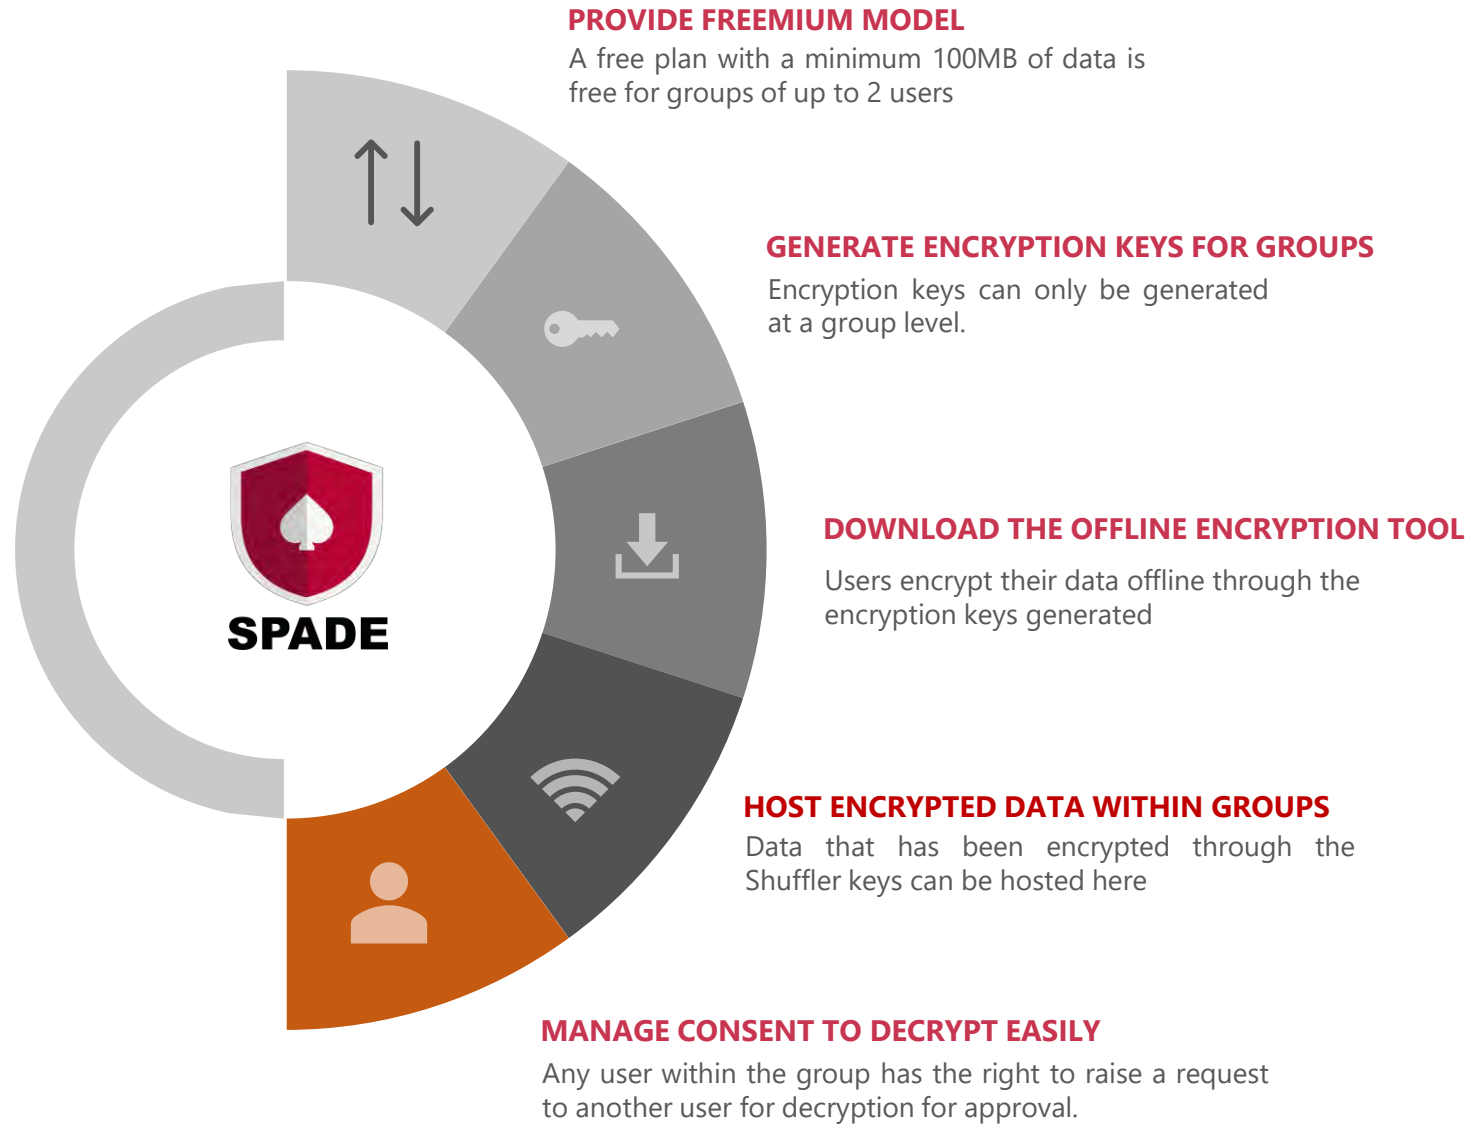 PROVIDE FREEMIUM MODEL
A free plan with a minimum 100MB of data is
free for groups of up to 2 users
GENERATE ENCRYPTION KEYS FOR GROUPS
Encryption keys can only be generated
at a group level.
SPADE
DOWNLOAD THE OFFLINE ENCRYPTION TOOL
Users encrypt their data offline through the
encryption keys generated
HOST ENCRYPTED DATA WITHIN GROUPS
Data that has been encrypted through the
Shuffler keys can be hosted here
MANAGE CONSENT TO DECRYPT EASILY
Any user within the group has the right to raise a request
to another user for decryption for approval.